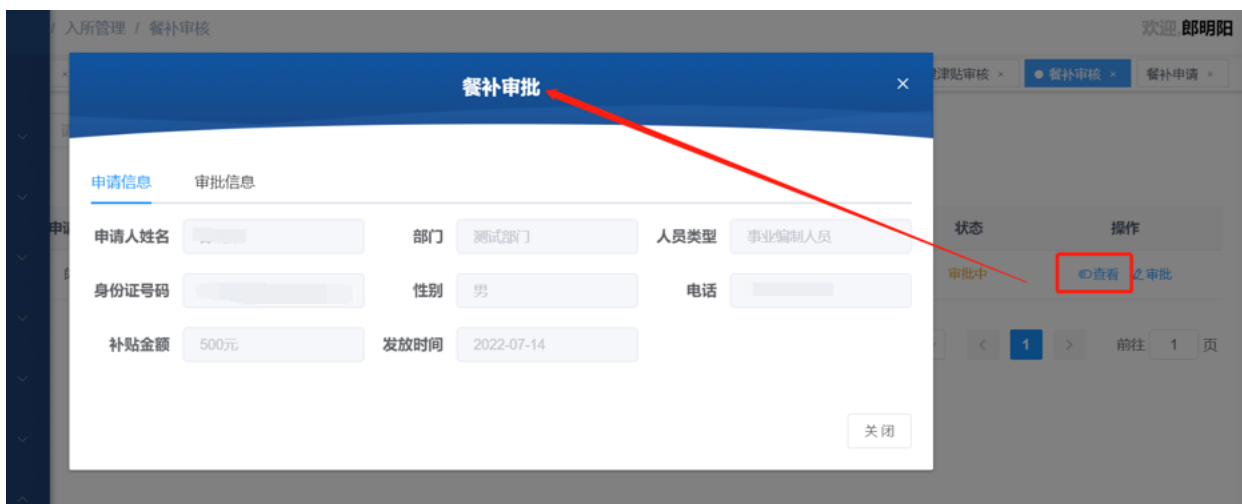 / 入所管理 / 餐补审核
欢迎,郎明阳
津贴审核 × 餐补审核 × 餐补申请 ×
餐补审批
申请信息 审批信息
申请人姓名 部门 测试部门 人员类型 事业编制人员
身份证号码 性别 男 电话
补贴金额 500元 发放时间 2022-07-14
关闭
状态 操作
审批中 查看 审批
1 前往 1 页